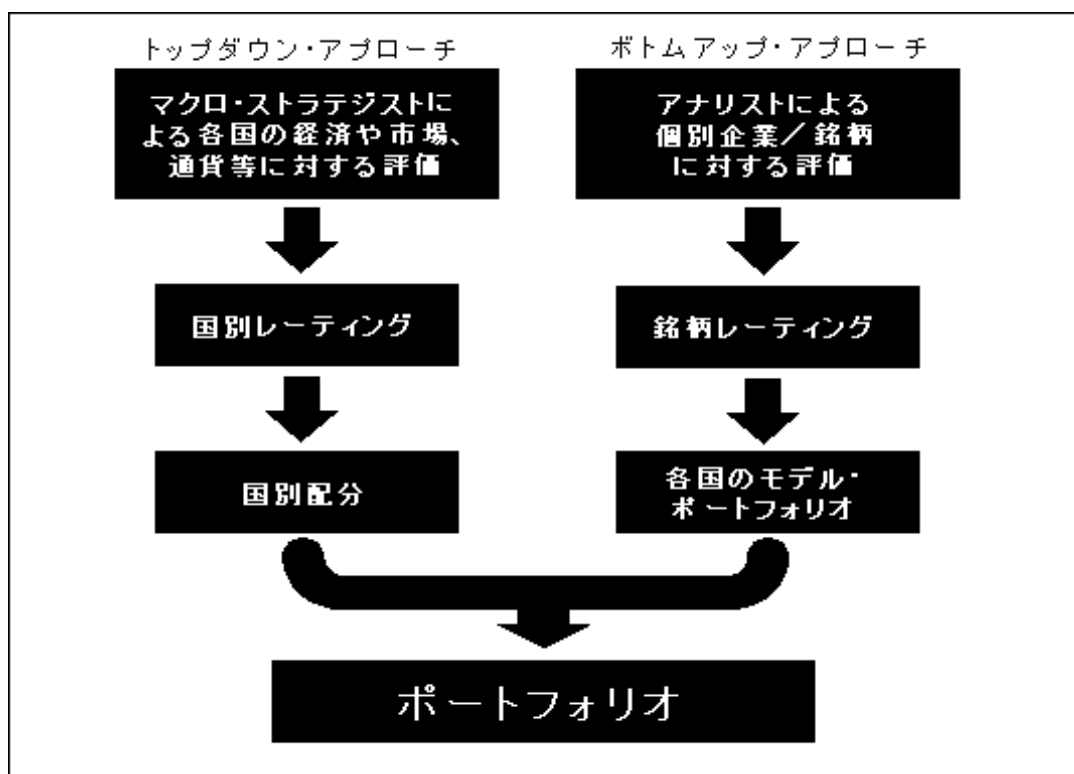 トップダウン・アプローチ
マクロ・ストラテジストに
よる各国の経済や市場、
通貨等に対する評価
国別レーティング
国別配分
ボトムアップ・アプローチ
アナリストによる
個別企業／銘柄
に対する評価
銘柄レーティング
各国のモデル・
ポートフォリオ
ポートフォリオ